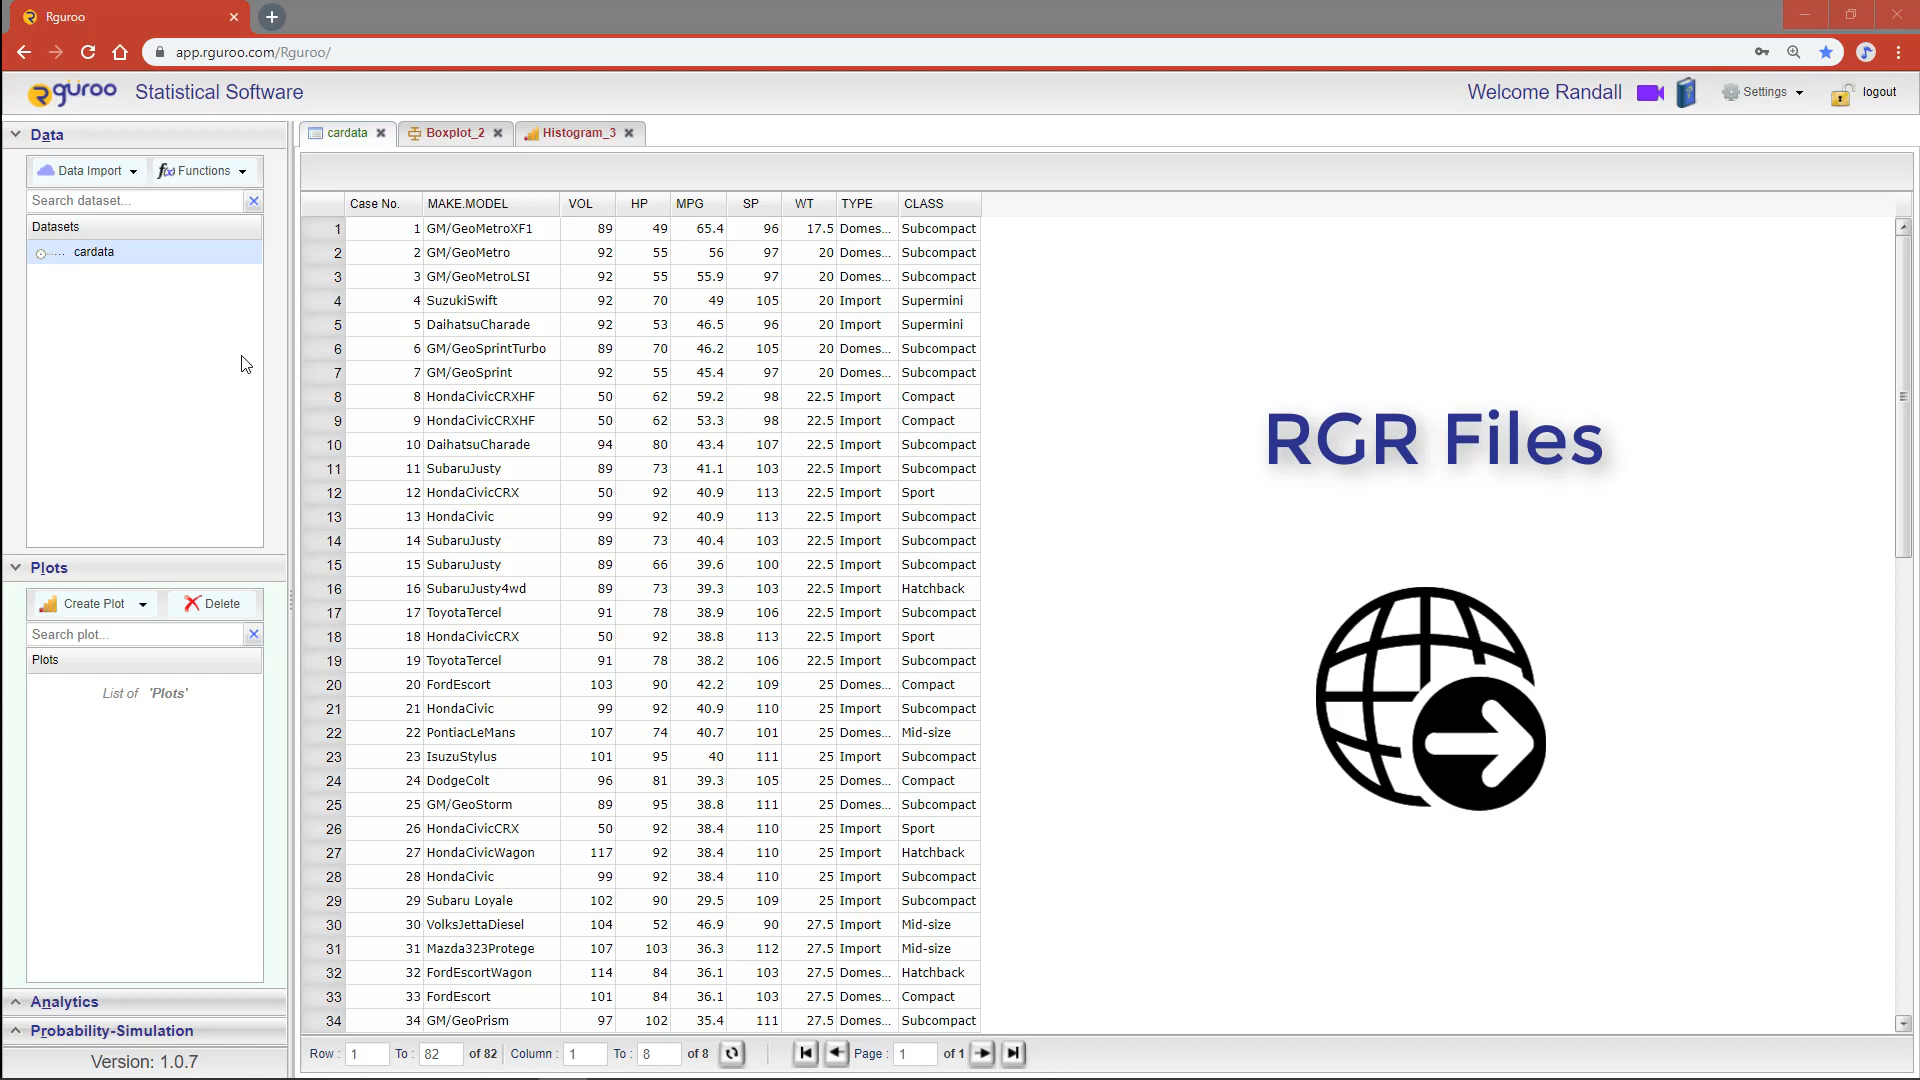 Rguroo
app.rguroo.com/Rguroo/
rguroo Statistical Software
Welcome Randall Settings logout
Data
Data Import f(x) Functions
Search dataset...
Datasets
cardata
Plots
Create Plot Delete
Search plot...
Plots
List of 'Plots'
Analytics
Probability-Simulation
Version: 1.0.7
cardata Boxplot_2 Histogram_3
Case No. MAKE.MODEL VOL HP MPG SP WT TYPE CLASS
1 1 GM/GeoMetroXF1 89 49 65.4 96 17.5 Domes... Subcompact
2 2 GM/GeoMetro 92 55 56 97 20 Domes... Subcompact
3 3 GM/GeoMetroLSI 92 55 55.9 97 20 Domes... Subcompact
4 4 SuzukiSwift 92 70 49 105 20 Import Supermini
5 5 DaihatsuCharade 92 53 46.5 96 20 Import Supermini
6 6 GM/GeoSprintTurbo 89 70 46.2 105 20 Domes... Subcompact
7 7 GM/GeoSprint 92 55 45.4 97 20 Domes... Subcompact
8 8 HondaCivicCRXHF 50 62 59.2 98 22.5 Import Compact
9 9 HondaCivicCRXHF 50 62 53.3 98 22.5 Import Compact
10 10 DaihatsuCharade 94 80 43.4 107 22.5 Import Subcompact
11 11 SubaruJusty 89 73 41.1 103 22.5 Import Subcompact
12 12 HondaCivicCRX 50 92 40.9 113 22.5 Import Sport
13 13 HondaCivic 99 92 40.9 113 22.5 Import Subcompact
14 14 SubaruJusty 89 73 40.4 103 22.5 Import Subcompact
15 15 SubaruJusty 89 66 39.6 100 22.5 Import Subcompact
16 16 SubaruJusty4wd 89 73 39.3 103 22.5 Import Hatchback
17 17 ToyotaTercel 91 78 38.9 106 22.5 Import Subcompact
18 18 HondaCivicCRX 50 92 38.8 113 22.5 Import Sport
19 19 ToyotaTercel 91 78 38.2 106 22.5 Import Subcompact
20 20 FordEscort 103 90 42.2 109 25 Domes... Compact
21 21 HondaCivic 99 92 40.9 110 25 Import Subcompact
22 22 PontiacLeMans 107 74 40.7 101 25 Domes... Mid-size
23 23 IsuzuStylus 101 95 40 111 25 Import Subcompact
24 24 DodgeColt 96 81 39.3 105 25 Domes... Compact
25 25 GM/GeoStorm 89 95 38.8 111 25 Domes... Subcompact
26 26 HondaCivicCRX 50 92 38.4 110 25 Import Sport
27 27 HondaCivicWagon 117 92 38.4 110 25 Import Hatchback
28 28 HondaCivic 99 92 38.4 110 25 Import Subcompact
29 29 Subaru Loyale 102 90 29.5 109 25 Import Subcompact
30 30 VolksJettaDiesel 104 52 46.9 90 27.5 Import Mid-size
31 31 Mazda323Protege 107 103 36.3 112 27.5 Import Mid-size
32 32 FordEscortWagon 114 84 36.1 103 27.5 Domes... Hatchback
33 33 FordEscort 101 84 36.1 103 27.5 Domes... Compact
34 34 GM/GeoPrism 97 102 35.4 111 27.5 Domes... Subcompact
RGR Files
Row : 1 To : 82 of 82 Column : 1 To : 8 of 8 Page : 1 of 1